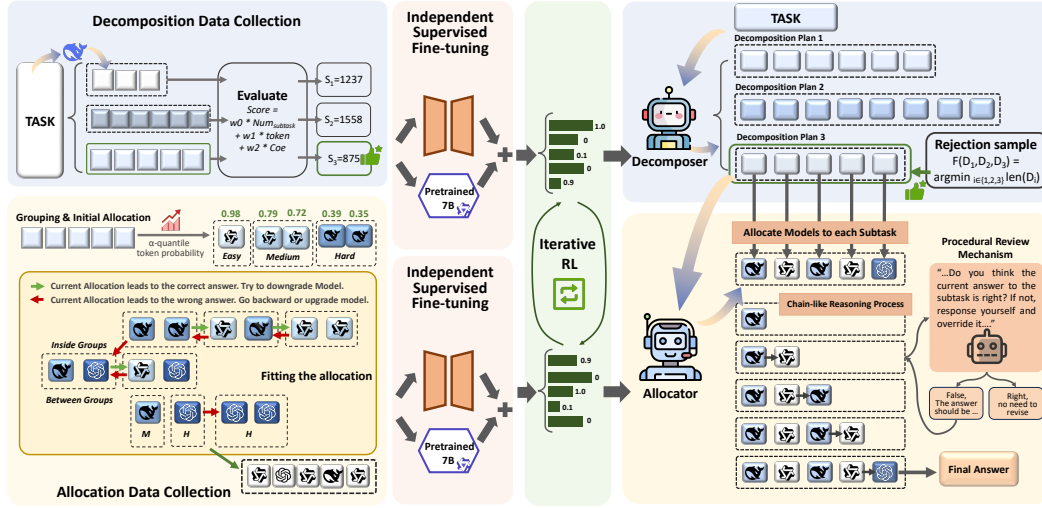 Decomposition Data Collection
TASK
Evaluate
Score =
w0 * Num_subtask
+ w1 * token
+ w2 * Coe
S₁=1237
S₂=1558
S₃=875
Grouping & Initial Allocation
α-quantile
token probability
0.98
0.79 0.72
0.39 0.35
Easy
Medium
Hard
Current Allocation leads to the correct answer. Try to downgrade Model.
Current Allocation leads to the wrong answer. Go backward or upgrade model.
Inside Groups
Between Groups
Fitting the allocation
M
H
H
Allocation Data Collection
Independent
Supervised
Fine-tuning
Pretrained
7B
Independent
Supervised
Fine-tuning
Pretrained
7B
1.0
0
0.1
0
0.9
Iterative
RL
0.9
0
1.0
0.1
0
TASK
Decomposition Plan 1
Decomposition Plan 2
Decomposition Plan 3
Decomposer
Rejection sample
F(D₁,D₂,D₃) =
argmin i∈{1,2,3} len(Dᵢ)
Allocate Models to each Subtask
Chain-like Reasoning Process
Allocator
Procedural Review
Mechanism
“...Do you think the
current answer to the
subtask is right? If not,
response yourself and
override it....”
False,
The answer
should be ...
Right,
no need to
revise
Final Answer